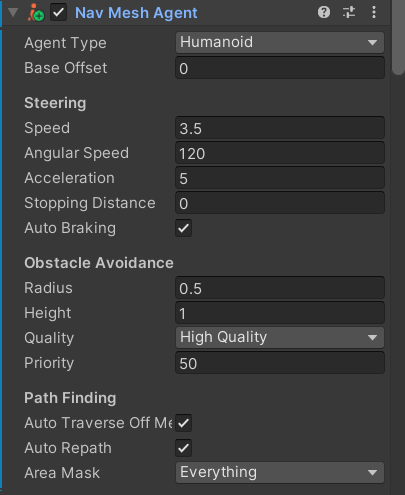 Nav Mesh Agent
Agent Type Humanoid
Base Offset 0
Steering
Speed 3.5
Angular Speed 120
Acceleration 5
Stopping Distance 0
Auto Braking
Obstacle Avoidance
Radius 0.5
Height 1
Quality High Quality
Priority 50
Path Finding
Auto Traverse Off Me
Auto Repath
Area Mask Everything